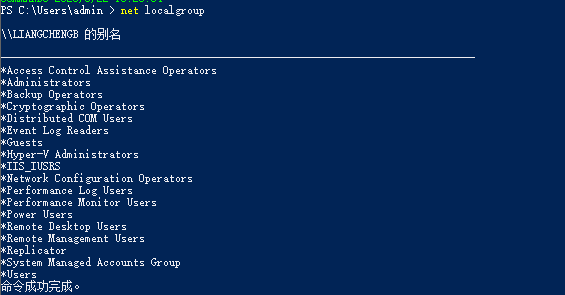 PS C:\Users\admin > net localgroup
\\LIANGCHENGB 的别名
*Access Control Assistance Operators
*Administrators
*Backup Operators
*Cryptographic Operators
*Distributed COM Users
*Event Log Readers
*Guests
*Hyper-V Administrators
*IIS_IUSRS
*Network Configuration Operators
*Performance Log Users
*Performance Monitor Users
*Power Users
*Remote Desktop Users
*Remote Management Users
*Replicator
*System Managed Accounts Group
*Users
命令成功完成。